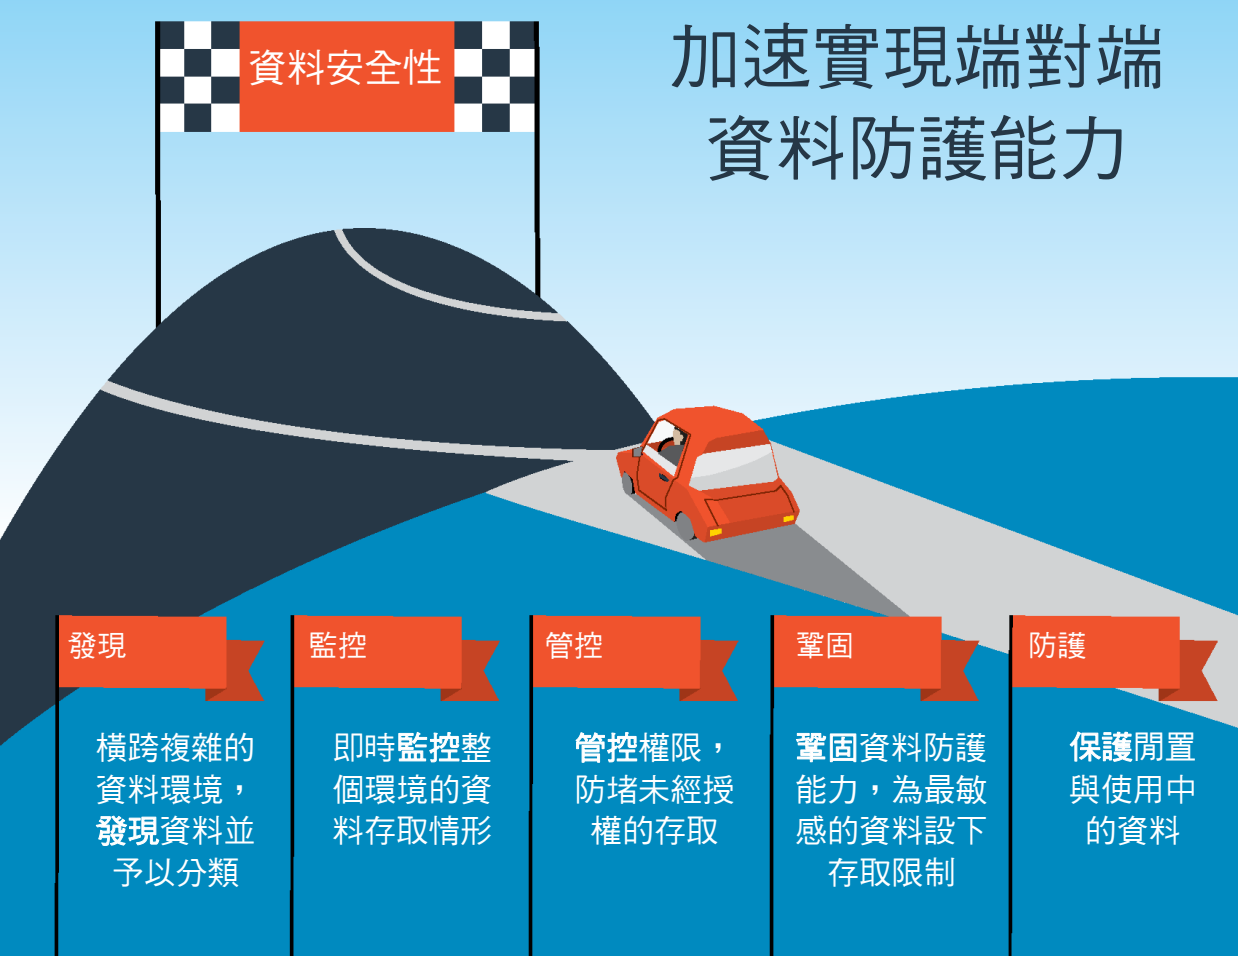 資料安全性
加速實現端對端
資料防護能力
發現
橫跨複雜的
資料環境，
發現資料並
予以分類
監控
即時監控整
個環境的資
料存取情形
管控
管控權限，
防堵未經授
權的存取
鞏固
鞏固資料防護
能力，為最敏
感的資料設下
存取限制
防護
保護閒置
與使用中
的資料